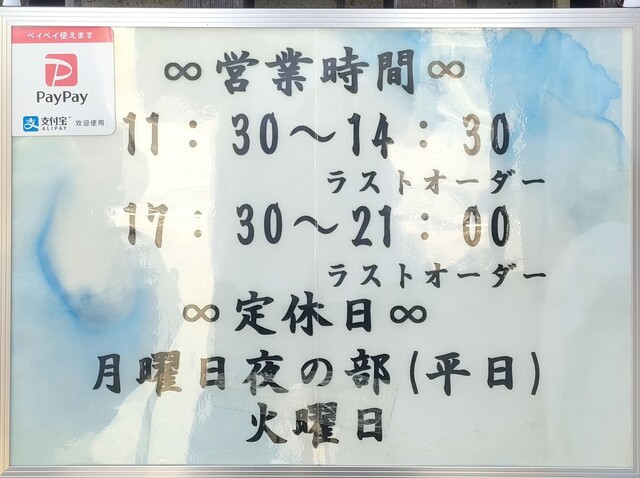 ペイペイ使えます
PayPay
支付宝™ 欢迎使用
ALIPAY
∞営業時間∞
11：30～14：30
ラストオーダー
17：30～21：00
ラストオーダー
∞定休日∞
月曜日夜の部(平日)
火曜日